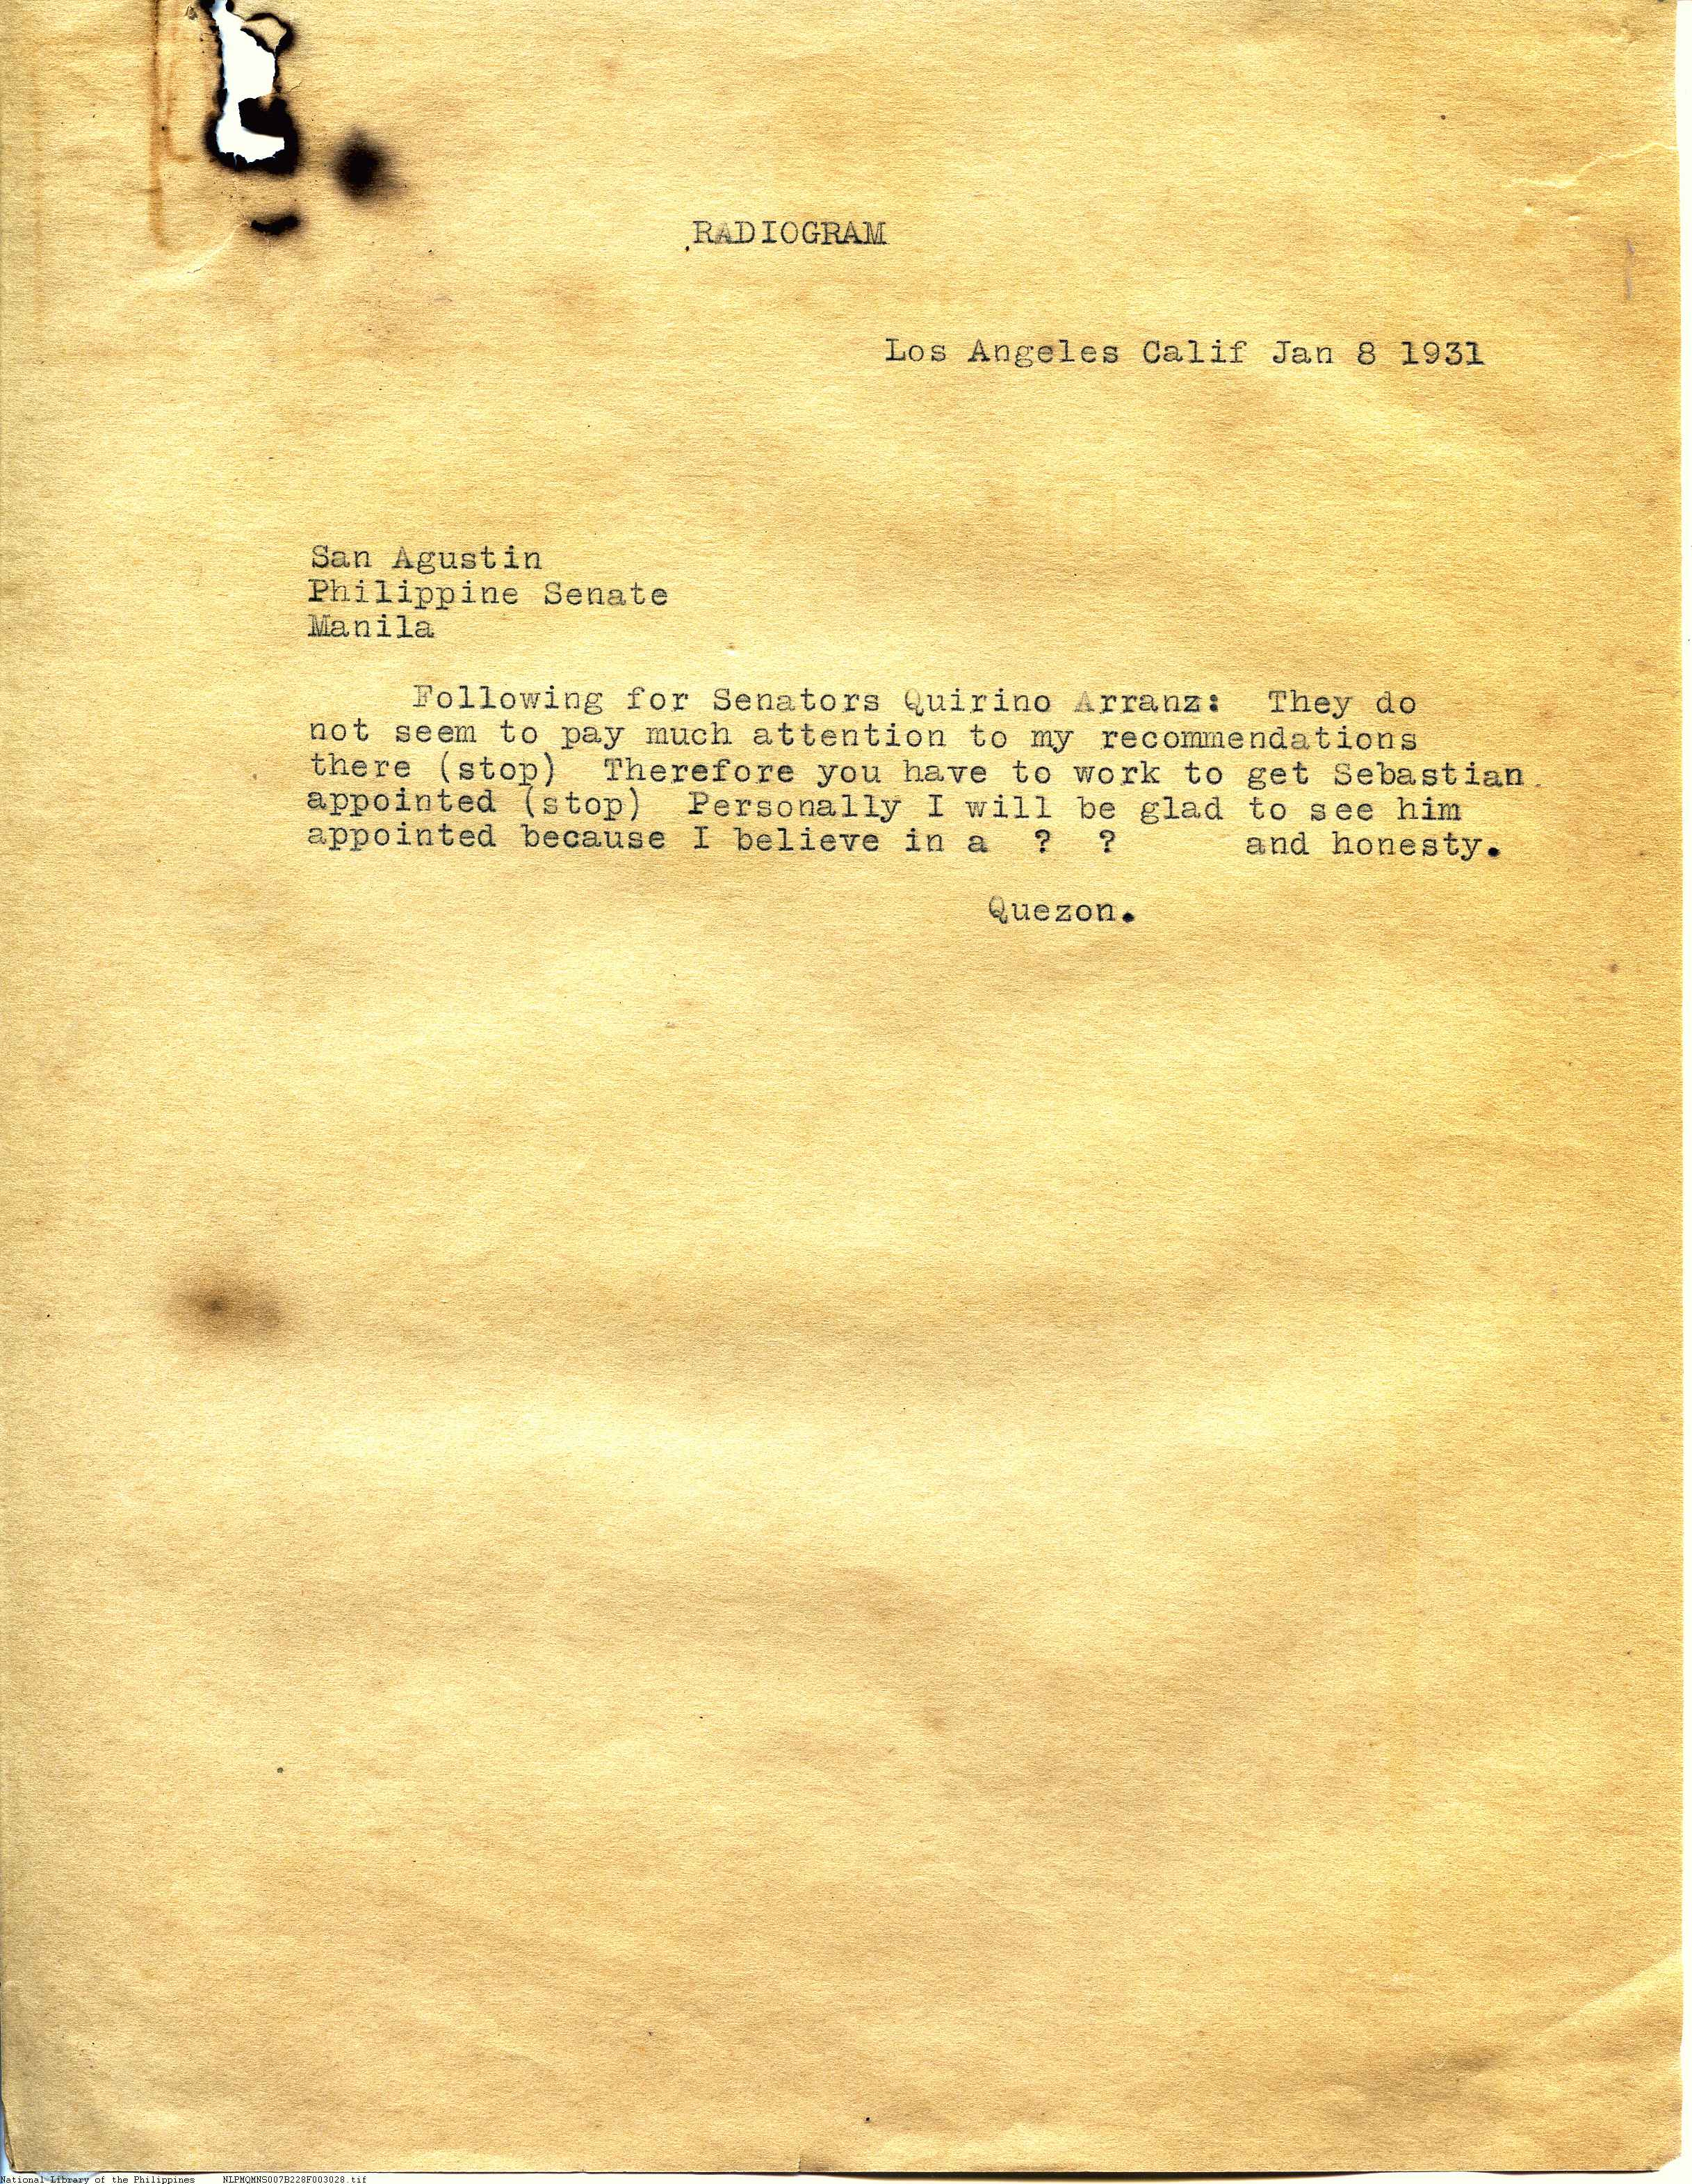 RADIOGRAM
Los Angeles Calif Jan 8 1931
San Agustin
Philippine Senate
Manila
Following for Senators Quirino Arranz: They do
not seem to pay much attention to my recommendations
there (stop) Therefore you have to work to get Sebastian
appointed (stop) Personally I will be glad to see him
appointed because I believe in a ? ? and honesty.
Quezon.
National Library of the Philippines NLPMQMNS007B228F003028.tif